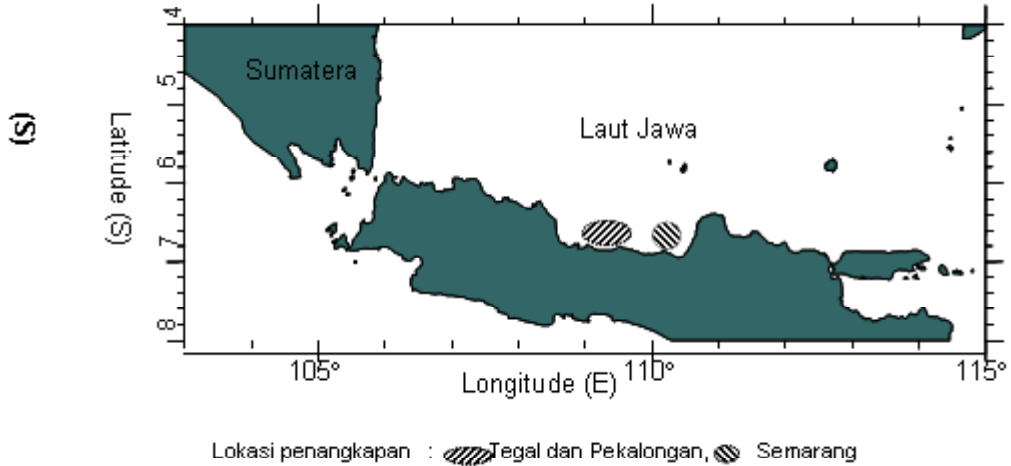 4
Sumatera
5
Laut Jawa
(S)
Latitude (S)
6
7
8
105° 110° 115°
Longitude (E)
Lokasi penangkapan : Tegal dan Pekalongan, Semarang